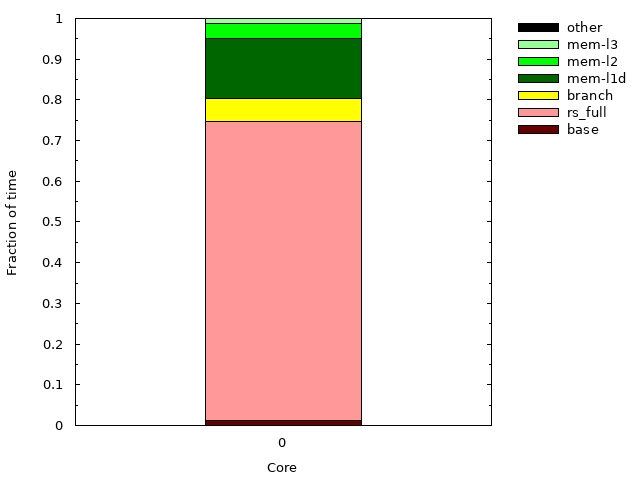 1
0.9
0.8
0.7
0.6
0.5
0.4
0.3
0.2
0.1
0
Fraction of time
0
Core
other
mem-l3
mem-l2
mem-l1d
branch
rs_full
base